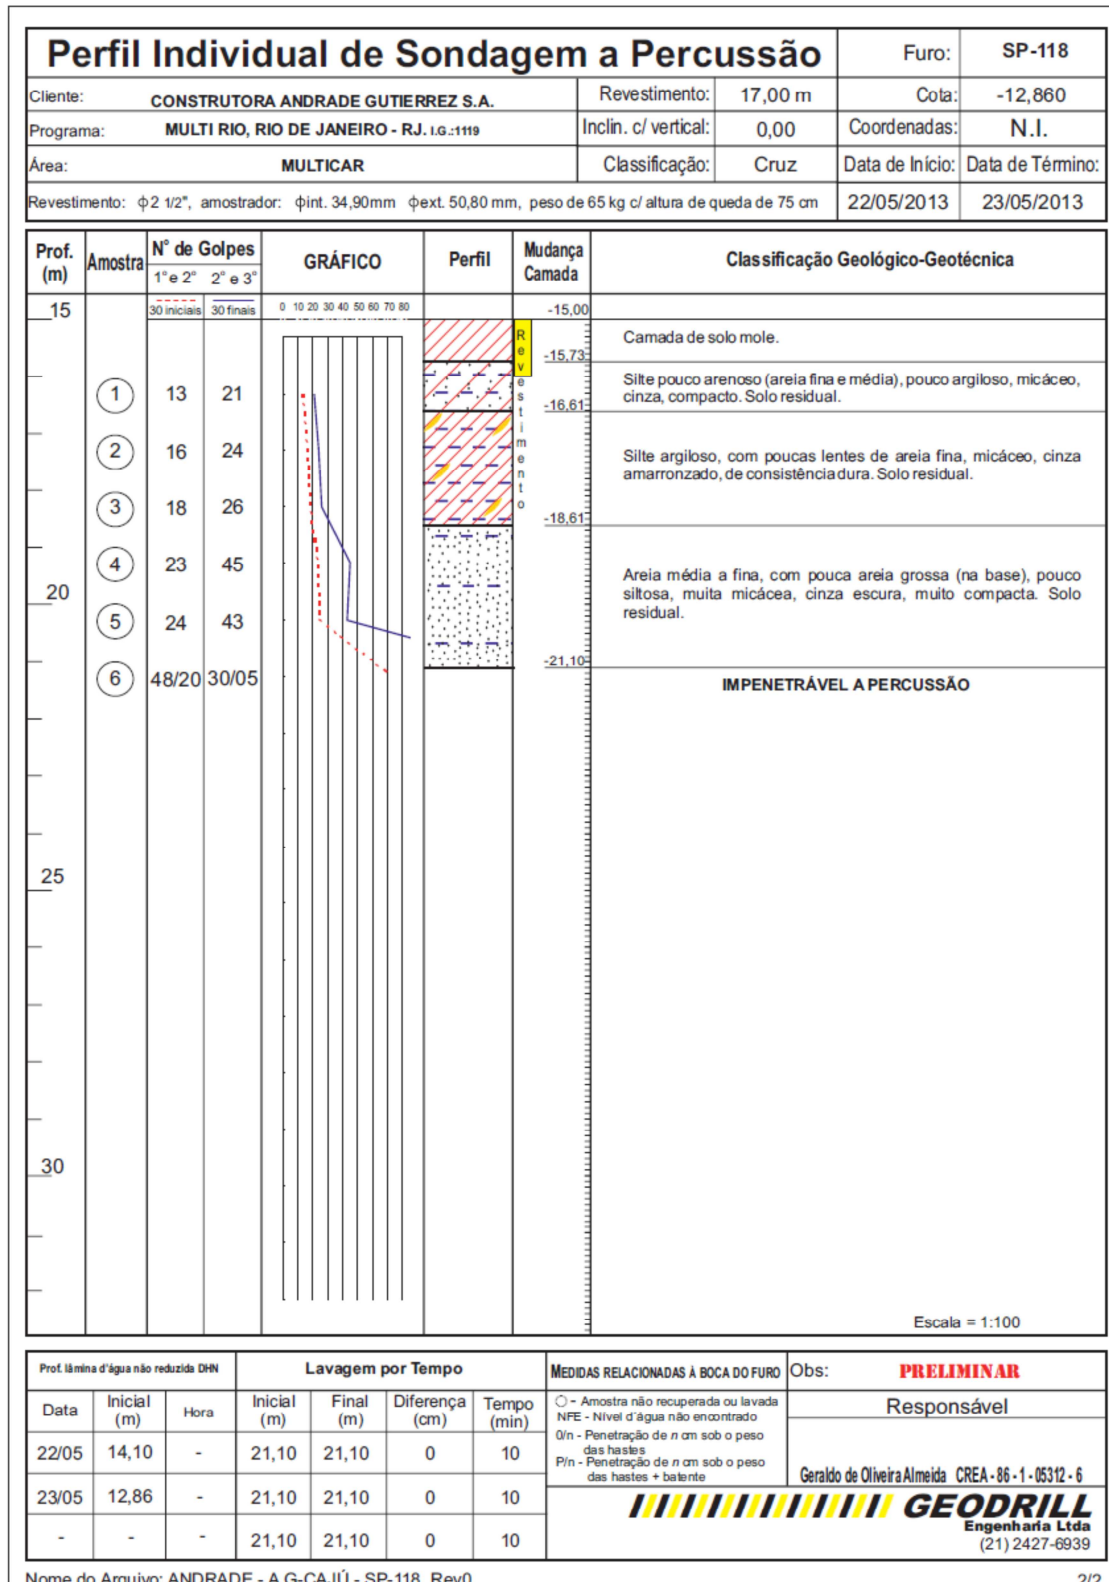 Perfil Individual de Sondagem a Percussão
Furo: SP-118
Cliente: CONSTRUTORA ANDRADE GUTIERREZ S.A.
Revestimento: 17,00 m
Cota: -12,860
Programa: MULTI RIO, RIO DE JANEIRO - RJ. I.G.:1119
Inclin. c/ vertical: 0,00
Coordenadas: N.I.
Área: MULTICAR
Classificação: Cruz
Data de Início: Data de Término:
Revestimento: ϕ2 1/2", amostrador: ϕint. 34,90mm ϕext. 50,80 mm, peso de 65 kg c/ altura de queda de 75 cm
22/05/2013 23/05/2013
Prof. (m)
Amostra
N° de Golpes
1° e 2° 2° e 3°
GRÁFICO
Perfil
Mudança Camada
Classificação Geológico-Geotécnica
15
30 iniciais 30 finais
0 10 20 30 40 50 60 70 80
-15,00
Revestimento
Camada de solo mole.
-15,73
1 13 21
Silte pouco arenoso (areia fina e média), pouco argiloso, micáceo,
cinza, compacto. Solo residual.
-16,61
2 16 24
Silte argiloso, com poucas lentes de areia fina, micáceo, cinza
amarronzado, de consistência dura. Solo residual.
3 18 26
-18,61
4 23 45
20
Areia média a fina, com pouca areia grossa (na base), pouco
siltosa, muita micácea, cinza escura, muito compacta. Solo
residual.
5 24 43
-21,10
6 48/20 30/05
IMPENETRÁVEL A PERCUSSÃO
25
30
Escala = 1:100
Prof. lâmina d'água não reduzida DHN
Data Inicial (m) Hora
22/05 14,10 -
23/05 12,86 -
- - -
Lavagem por Tempo
Inicial (m) Final (m) Diferença (cm) Tempo (min)
21,10 21,10 0 10
21,10 21,10 0 10
21,10 21,10 0 10
MEDIDAS RELACIONADAS À BOCA DO FURO
- Amostra não recuperada ou lavada
NFE - Nível d'água não encontrado
0/n - Penetração de n cm sob o peso
das hastes
P/n - Penetração de n cm sob o peso
das hastes + batente
Obs: PRELIMINAR
Responsável
Geraldo de Oliveira Almeida CREA - 86 - 1 - 05312 - 6
GEODRILL
Engenharia Ltda
(21) 2427-6939
Nome do Arquivo: ANDRADE - A.G-CAJÚ - SP-118_Rev0
2/2